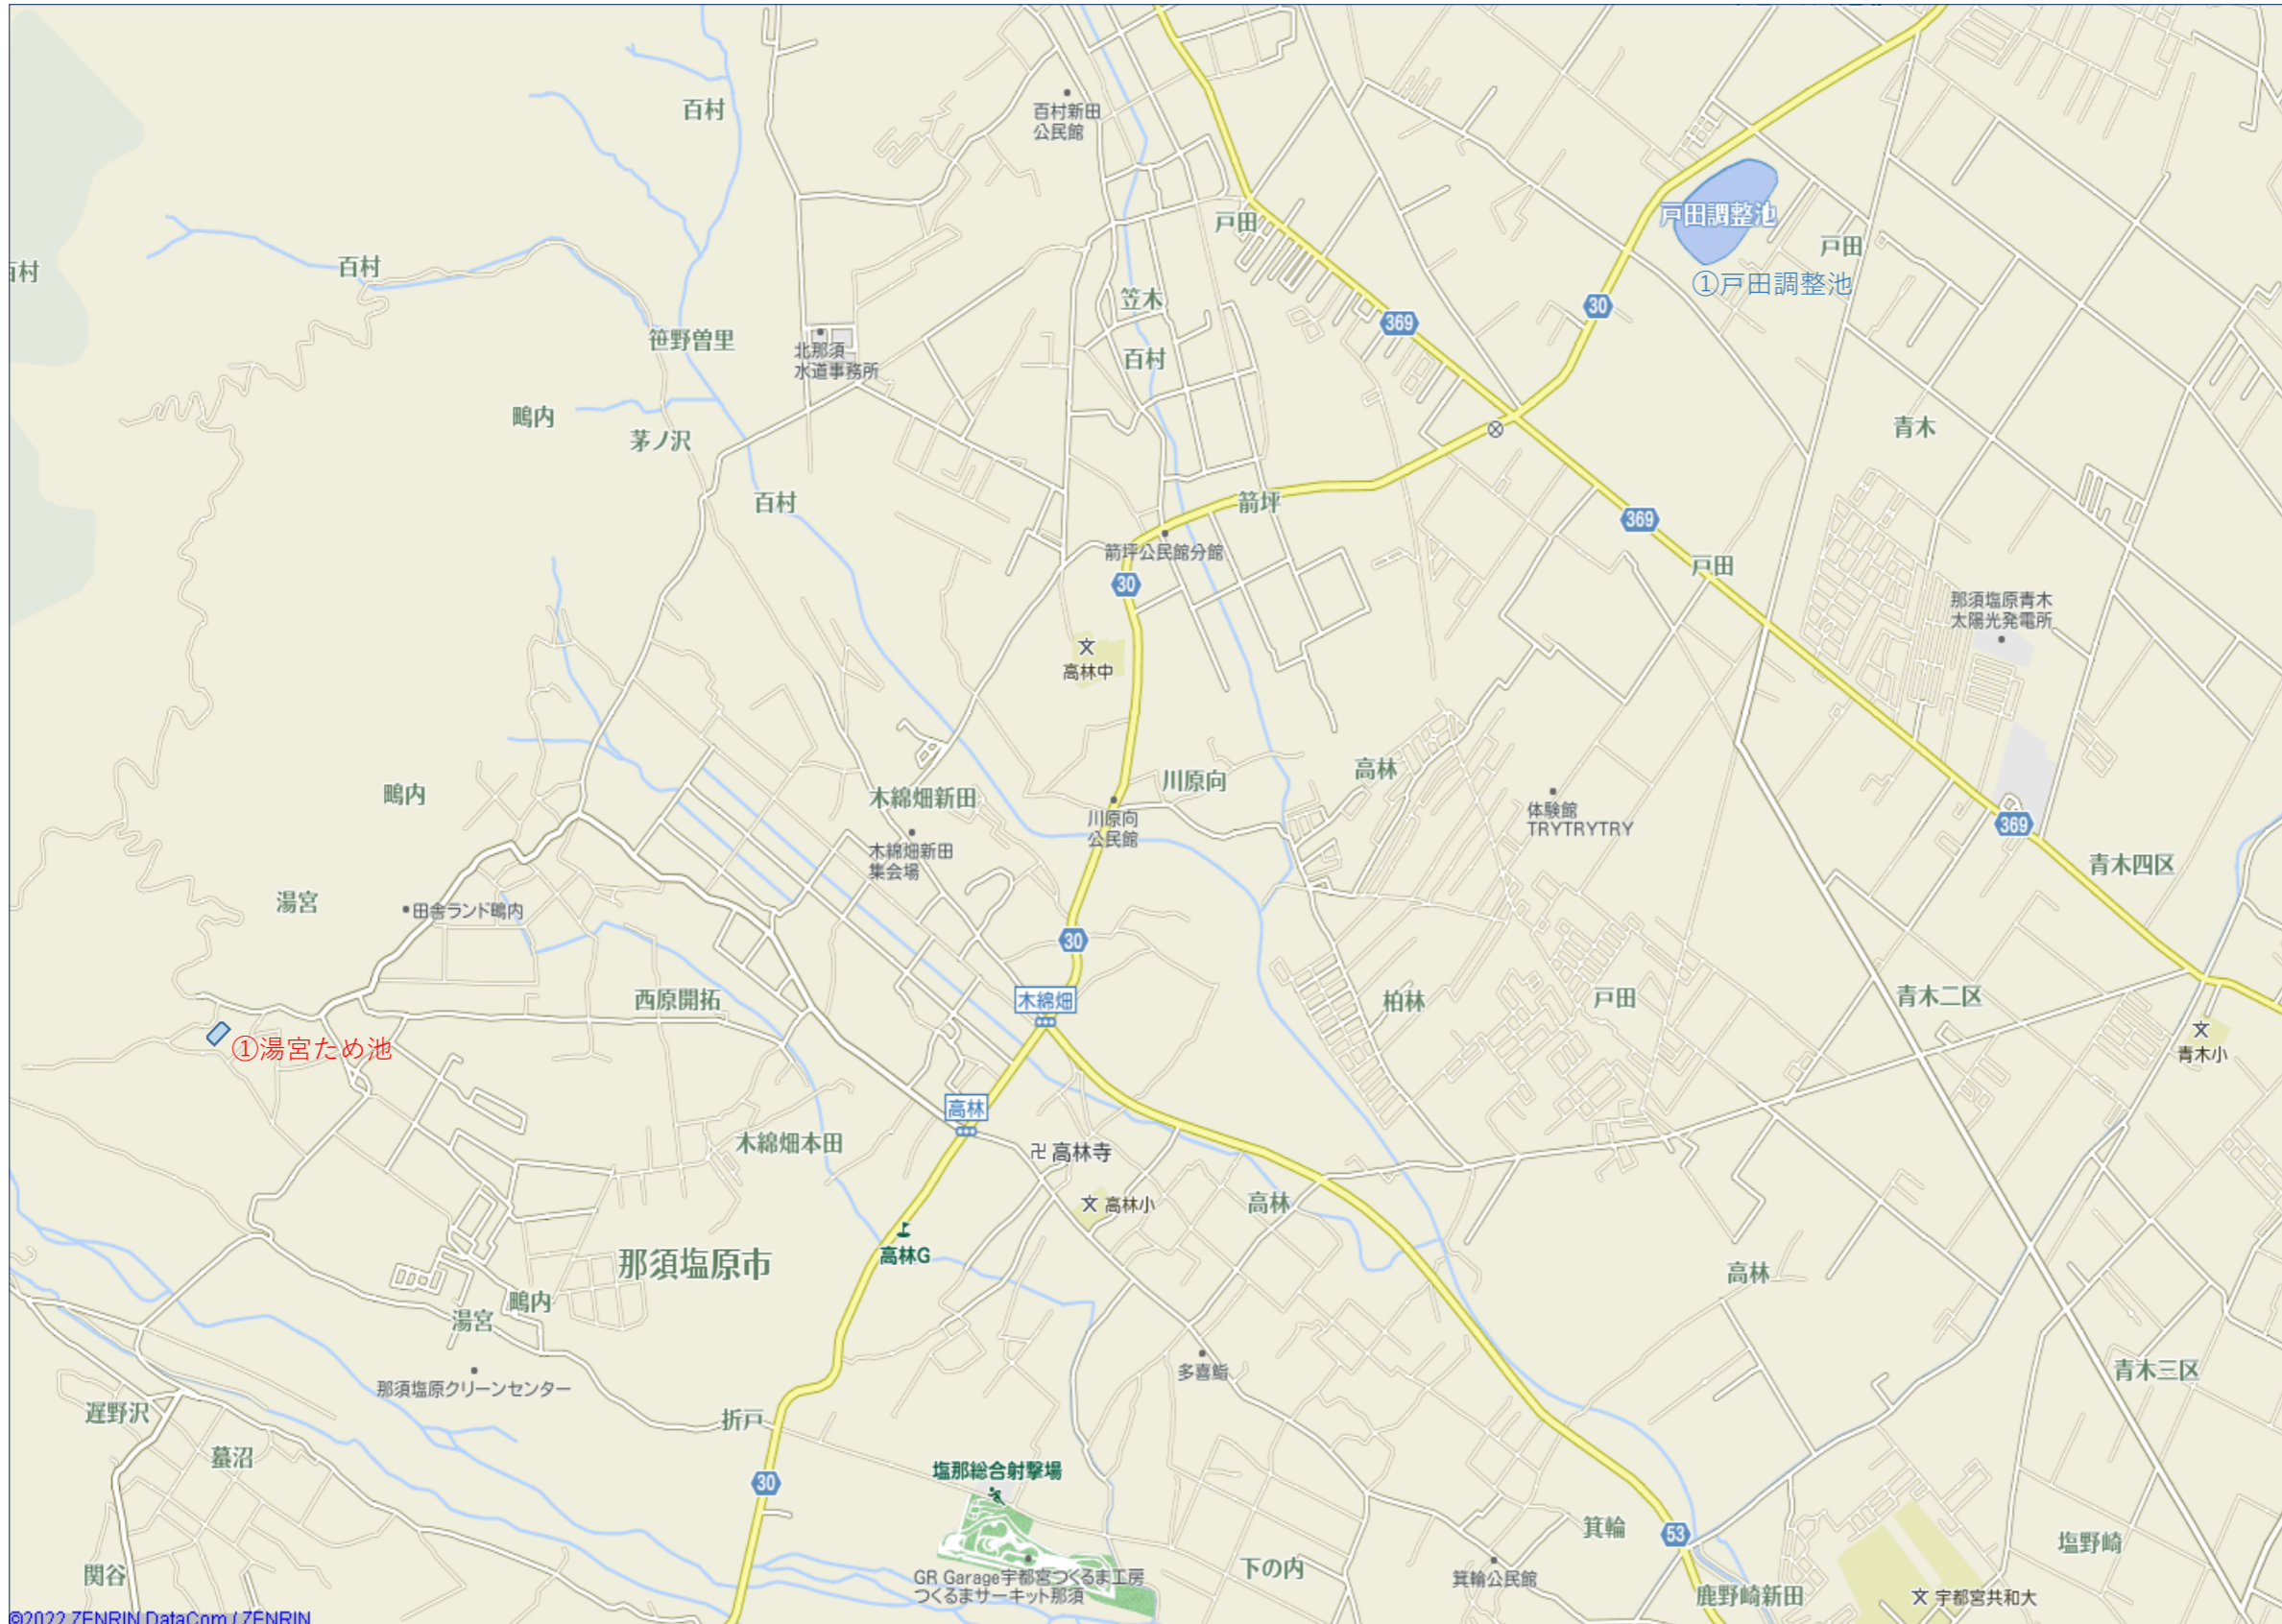 百村
百村新田
公民館
戸田調整池
戸田
戸田
①戸田調整池
百村
百村
笠木
30
369
笹野曽里
北那須
水道事務所
百村
鴫内
茅ノ沢
青木
百村
箭坪
369
箭坪公民館分館
30
戸田
那須塩原青木
太陽光発電所
高林中
高林
川原向
鴫内
木綿畑新田
川原向
公民館
体験館
TRYTRYTRY
369
木綿畑新田
集会場
青木四区
湯宮
田舎ランド鴫内
30
西原開拓
木綿畑
柏林
戸田
青木二区
①湯宮ため池
青木小
高林
木綿畑本田
高林寺
高林小
高林
高林G
那須塩原市
高林
鴫内
湯宮
多喜鮨
青木三区
那須塩原クリーンセンター
遅野沢
折戸
蟇沼
塩那総合射撃場
30
箕輪
53
塩野崎
関谷
GR Garage宇都宮つくるま工房
つくるまサーキット那須
下の内
箕輪公民館
鹿野崎新田
宇都宮共和大
©2022 ZENRIN DataCom / ZENRIN